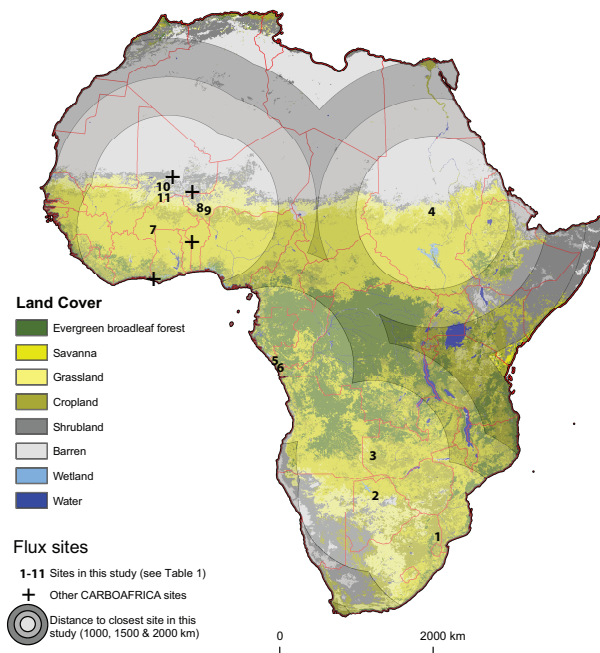 10
11
8 9
4
7
5
6
3
2
1
Land Cover
Evergreen broadleaf forest
Savanna
Grassland
Cropland
Shrubland
Barren
Wetland
Water
Flux sites
1-11 Sites in this study (see Table 1)
Other CARBOAFRICA sites
Distance to closest site in this
study (1000, 1500 & 2000 km)
0 2000 km